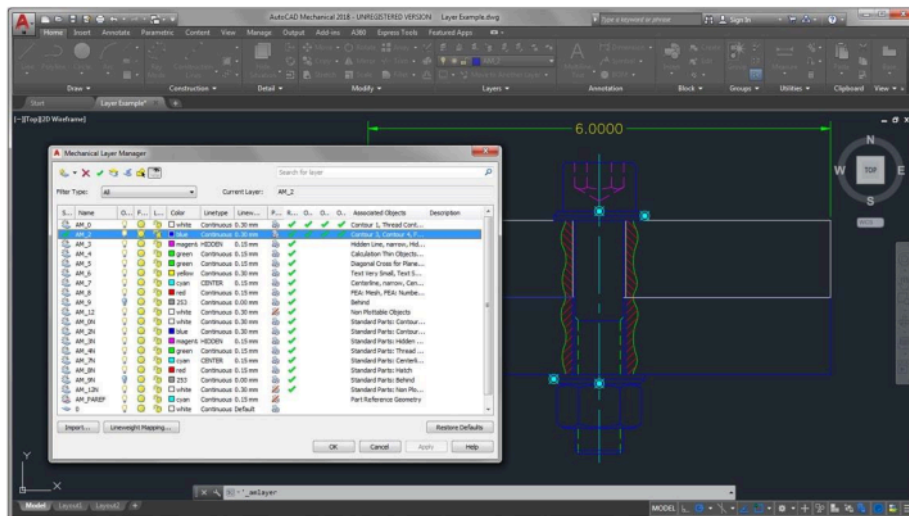 AutoCAD Mechanical 2018 - UNREGISTERED VERSION Layer Example.dwg
Type a keyword or phrase
Sign In
Home Insert Annotate Parametric Content View Manage Output Add-ins A360 Express Tools Featured Apps
AM_2
Draw Construction Detail Modify Layers Annotation Block Groups Utilities Clipboard View
Start Layer Example*
[-][Top][2D Wireframe]
6.0000
N
W TOP E
S
Mechanical Layer Manager
Search for layer
Filter Type: All Current Layer: AM_2
S... Name O... F... L... Color Linetype Linew... P... R... O... O... O... Associated Objects Description
AM_0 white Continuous 0.30 mm Contour 1, Thread Cont...
AM_2 blue Continuous 0.30 mm Contour 3, Contour 4, F...
AM_3 magent HIDDEN 0.15 mm Hidden Line, narrow, Hid...
AM_4 green Continuous 0.15 mm Calculation Thin Objects...
AM_5 green Continuous 0.15 mm Diagonal Cross for Plane...
AM_6 yellow Continuous 0.30 mm Text Very Small, Text S...
AM_7 cyan CENTER 0.15 mm Centerline, narrow, Cen...
AM_8 red Continuous 0.15 mm FEA: Mesh, FEA: Numbe...
AM_9 253 Continuous 0.00 mm Behind
AM_12 white Continuous 0.30 mm Non Plottable Objects
AM_0N white Continuous 0.30 mm Standard Parts: Contour...
AM_2N blue Continuous 0.30 mm Standard Parts: Contour...
AM_3N magent HIDDEN 0.15 mm Standard Parts: Hidden ...
AM_4N green Continuous 0.15 mm Standard Parts: Thread ...
AM_7N cyan CENTER 0.15 mm Standard Parts: Centerli...
AM_8N red Continuous 0.15 mm Standard Parts: Hatch
AM_9N 253 Continuous 0.00 mm Standard Parts: Behind
AM_12N white Continuous 0.30 mm Standard Parts: Non Plo...
AM_PAREF cyan Continuous 0.15 mm Part Reference Geometry
0 white Continuous Default
Import... Lineweight Mapping... Restore Defaults
OK Cancel Apply Help
Y
X
'_amlayer
Model Layout1 Layout2 +
MODEL